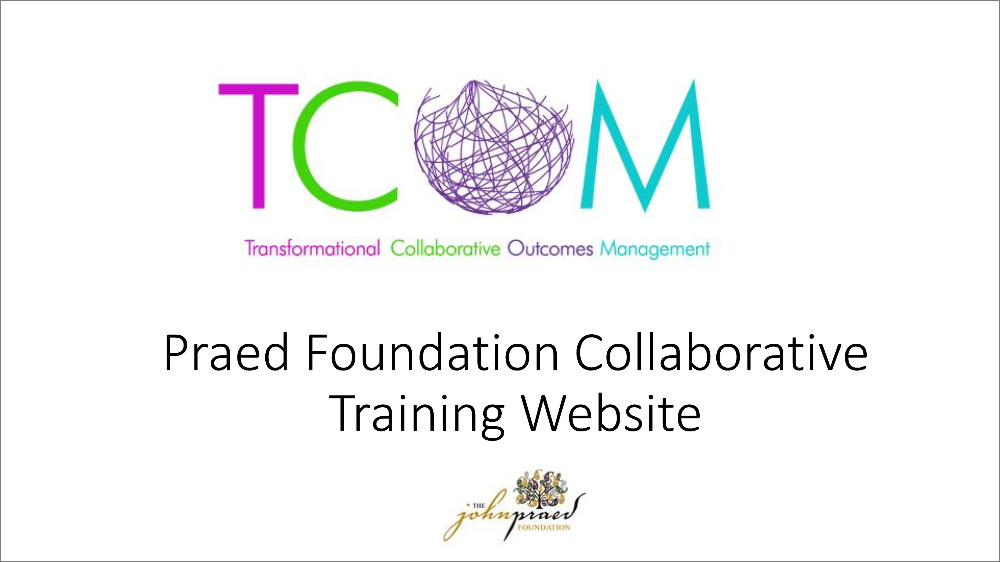 TCOM
Transformational Collaborative Outcomes Management
Praed Foundation Collaborative
Training Website
THE
johnpraed
FOUNDATION